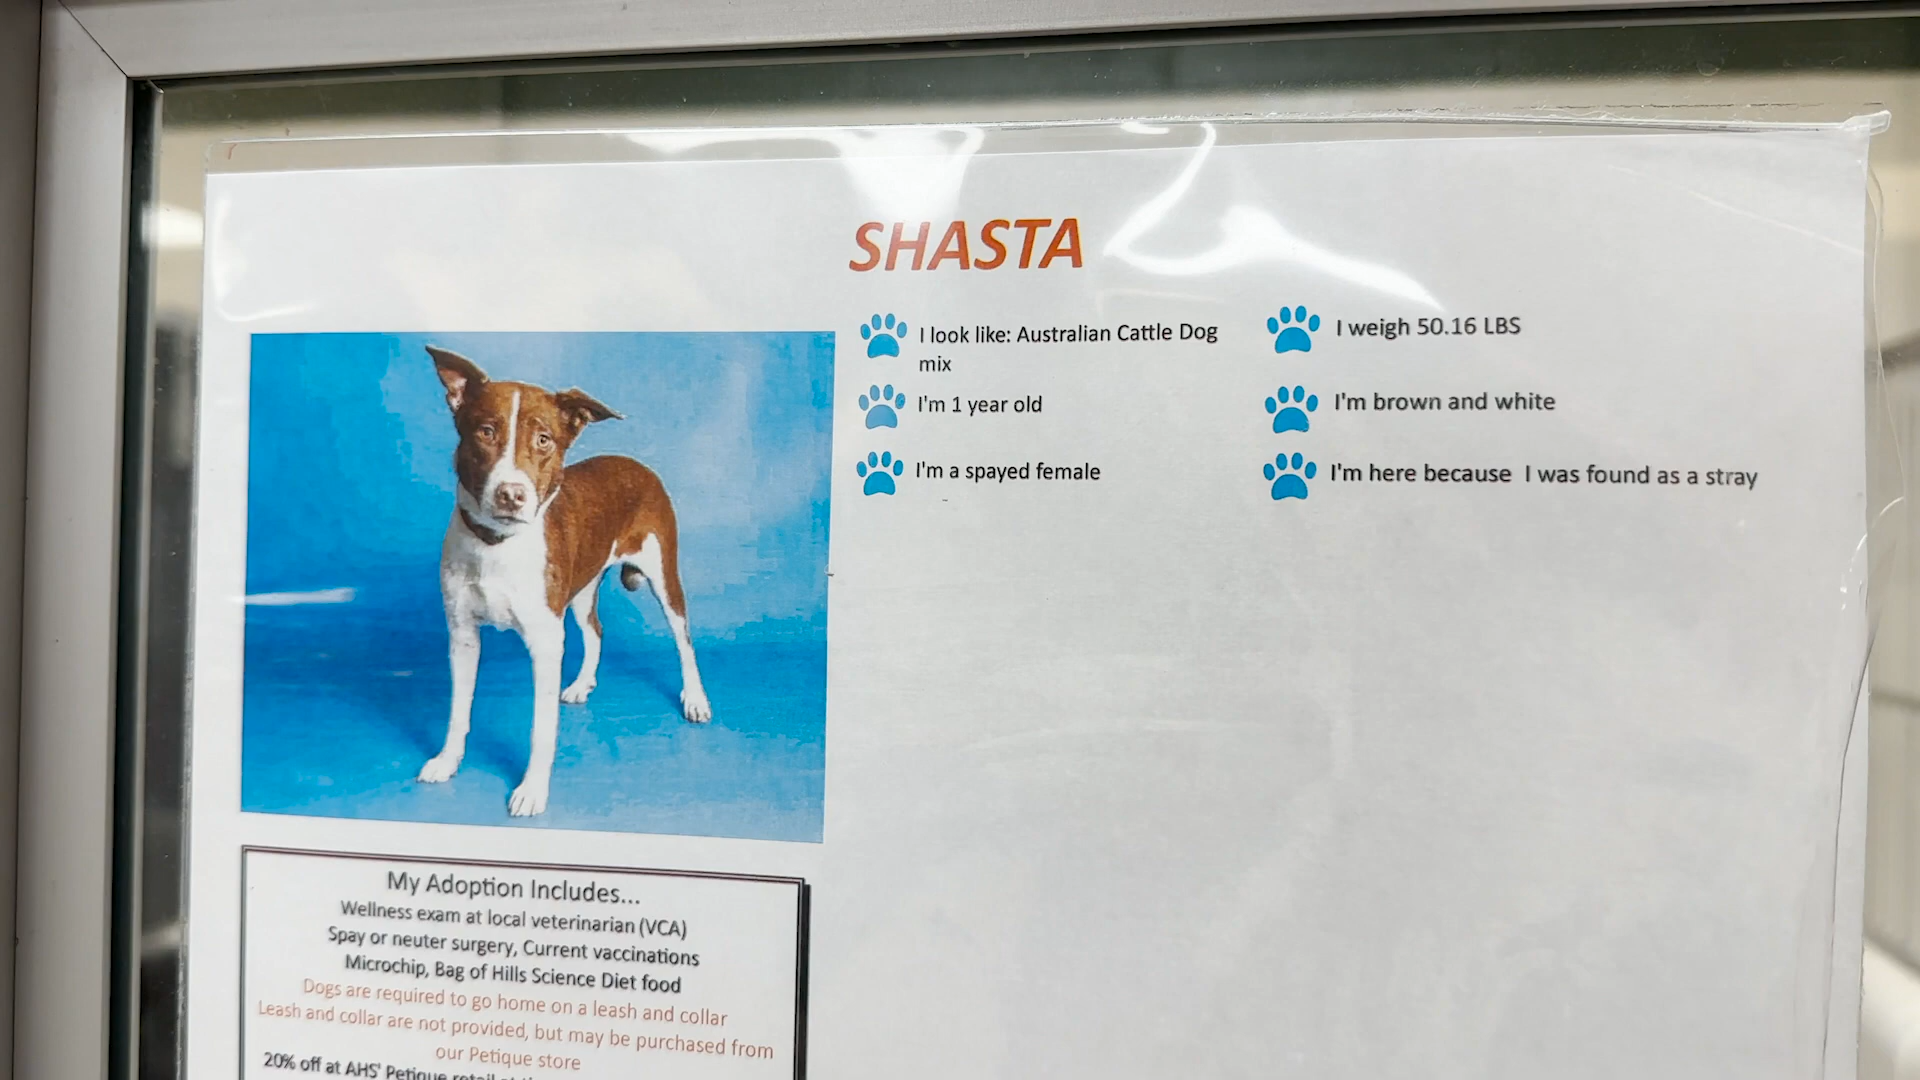 SHASTA
I look like: Australian Cattle Dog
mix
I'm 1 year old
I'm a spayed female
I weigh 50.16 LBS
I'm brown and white
I'm here because I was found as a stray
My Adoption Includes...
Wellness exam at local veterinarian (VCA)
Spay or neuter surgery, Current vaccinations
Microchip, Bag of Hills Science Diet food
Dogs are required to go home on a leash and collar
Leash and collar are not provided, but may be purchased from
our Petique store
20% off at AHS' Petique retail